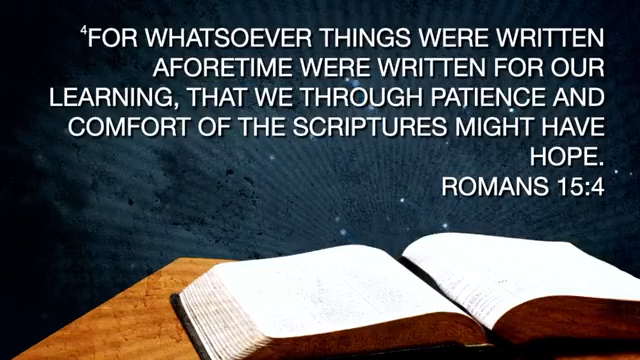 ⁴FOR WHATSOEVER THINGS WERE WRITTEN
AFORETIME WERE WRITTEN FOR OUR
LEARNING, THAT WE THROUGH PATIENCE AND
COMFORT OF THE SCRIPTURES MIGHT HAVE
HOPE.
ROMANS 15:4